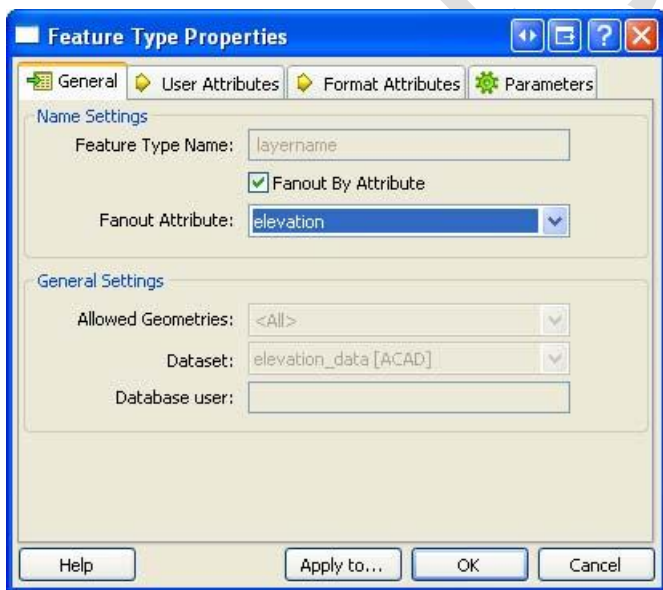 Feature Type Properties
General User Attributes Format Attributes Parameters
Name Settings
Feature Type Name: layername
Fanout By Attribute
Fanout Attribute: elevation
General Settings
Allowed Geometries: <All>
Dataset: elevation_data [ACAD]
Database user:
Help Apply to... OK Cancel